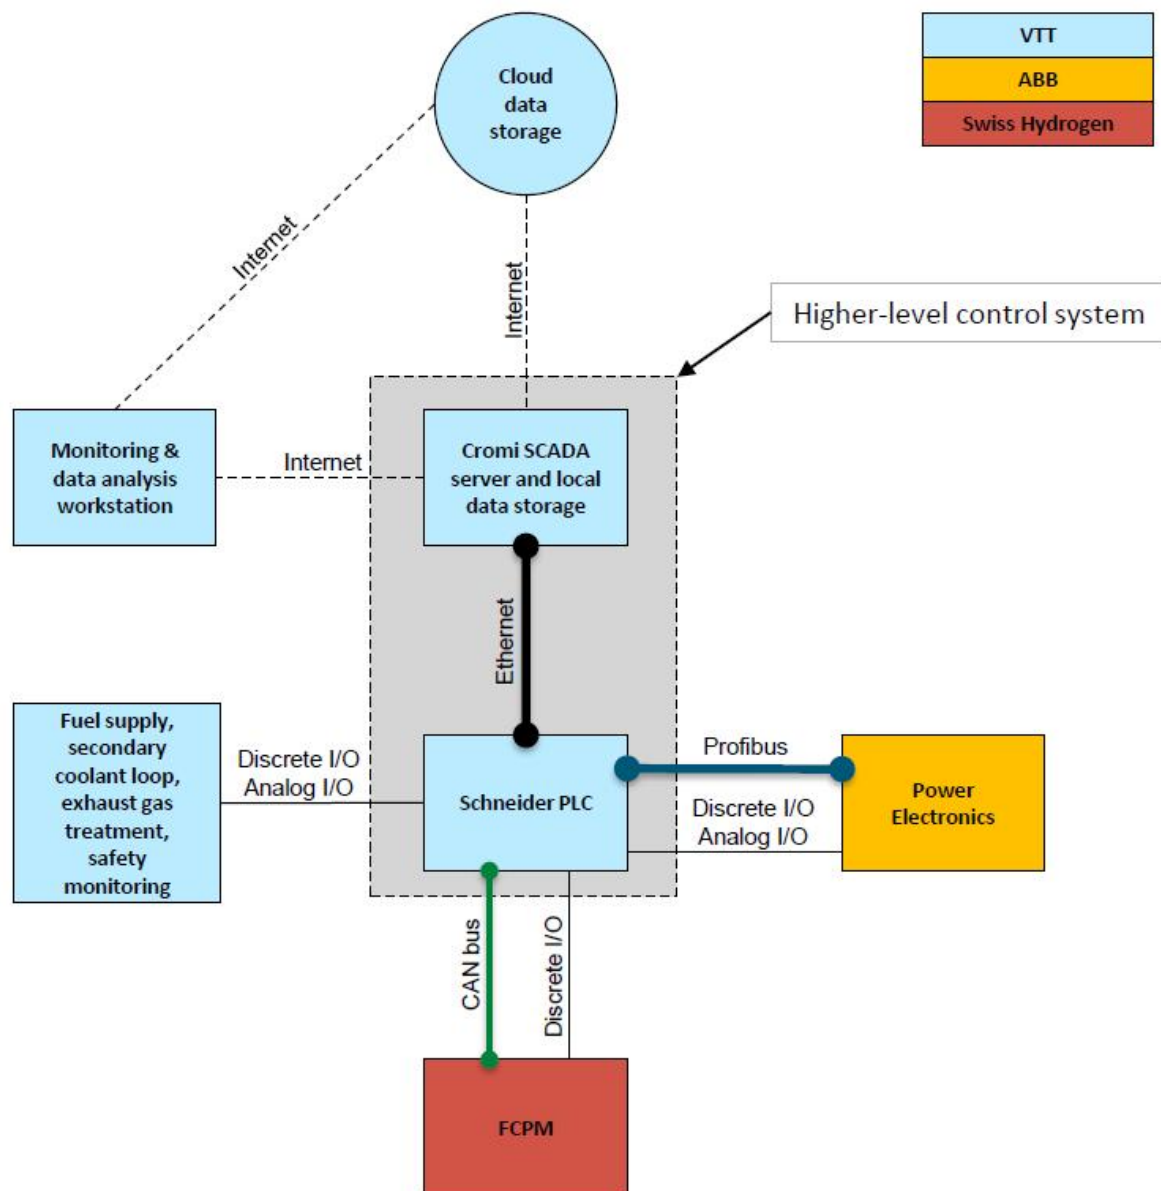 Cloud
data
storage
VTT
ABB
Swiss Hydrogen
Internet
Internet
Higher-level control system
Monitoring &
data analysis
workstation
Internet
Cromi SCADA
server and local
data storage
Ethernet
Fuel supply,
secondary
coolant loop,
exhaust gas
treatment,
safety
monitoring
Discrete I/O
Analog I/O
Schneider PLC
Profibus
Discrete I/O
Analog I/O
Power
Electronics
CAN bus
Discrete I/O
FCPM